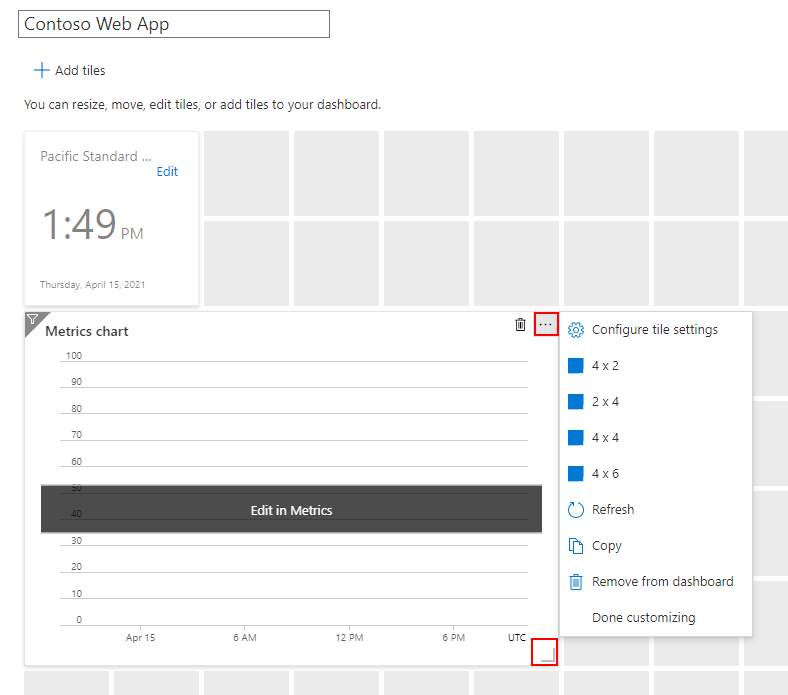 Contoso Web App
Add tiles
You can resize, move, edit tiles, or add tiles to your dashboard.
Pacific Standard ...
Edit
1:49 PM
Thursday, April 15, 2021
Metrics chart
100
90
80
70
60
50
40
30
20
10
0
Edit in Metrics
Apr 15 6 AM 12 PM 6 PM UTC
Configure tile settings
4 x 2
2 x 4
4 x 4
4 x 6
Refresh
Copy
Remove from dashboard
Done customizing